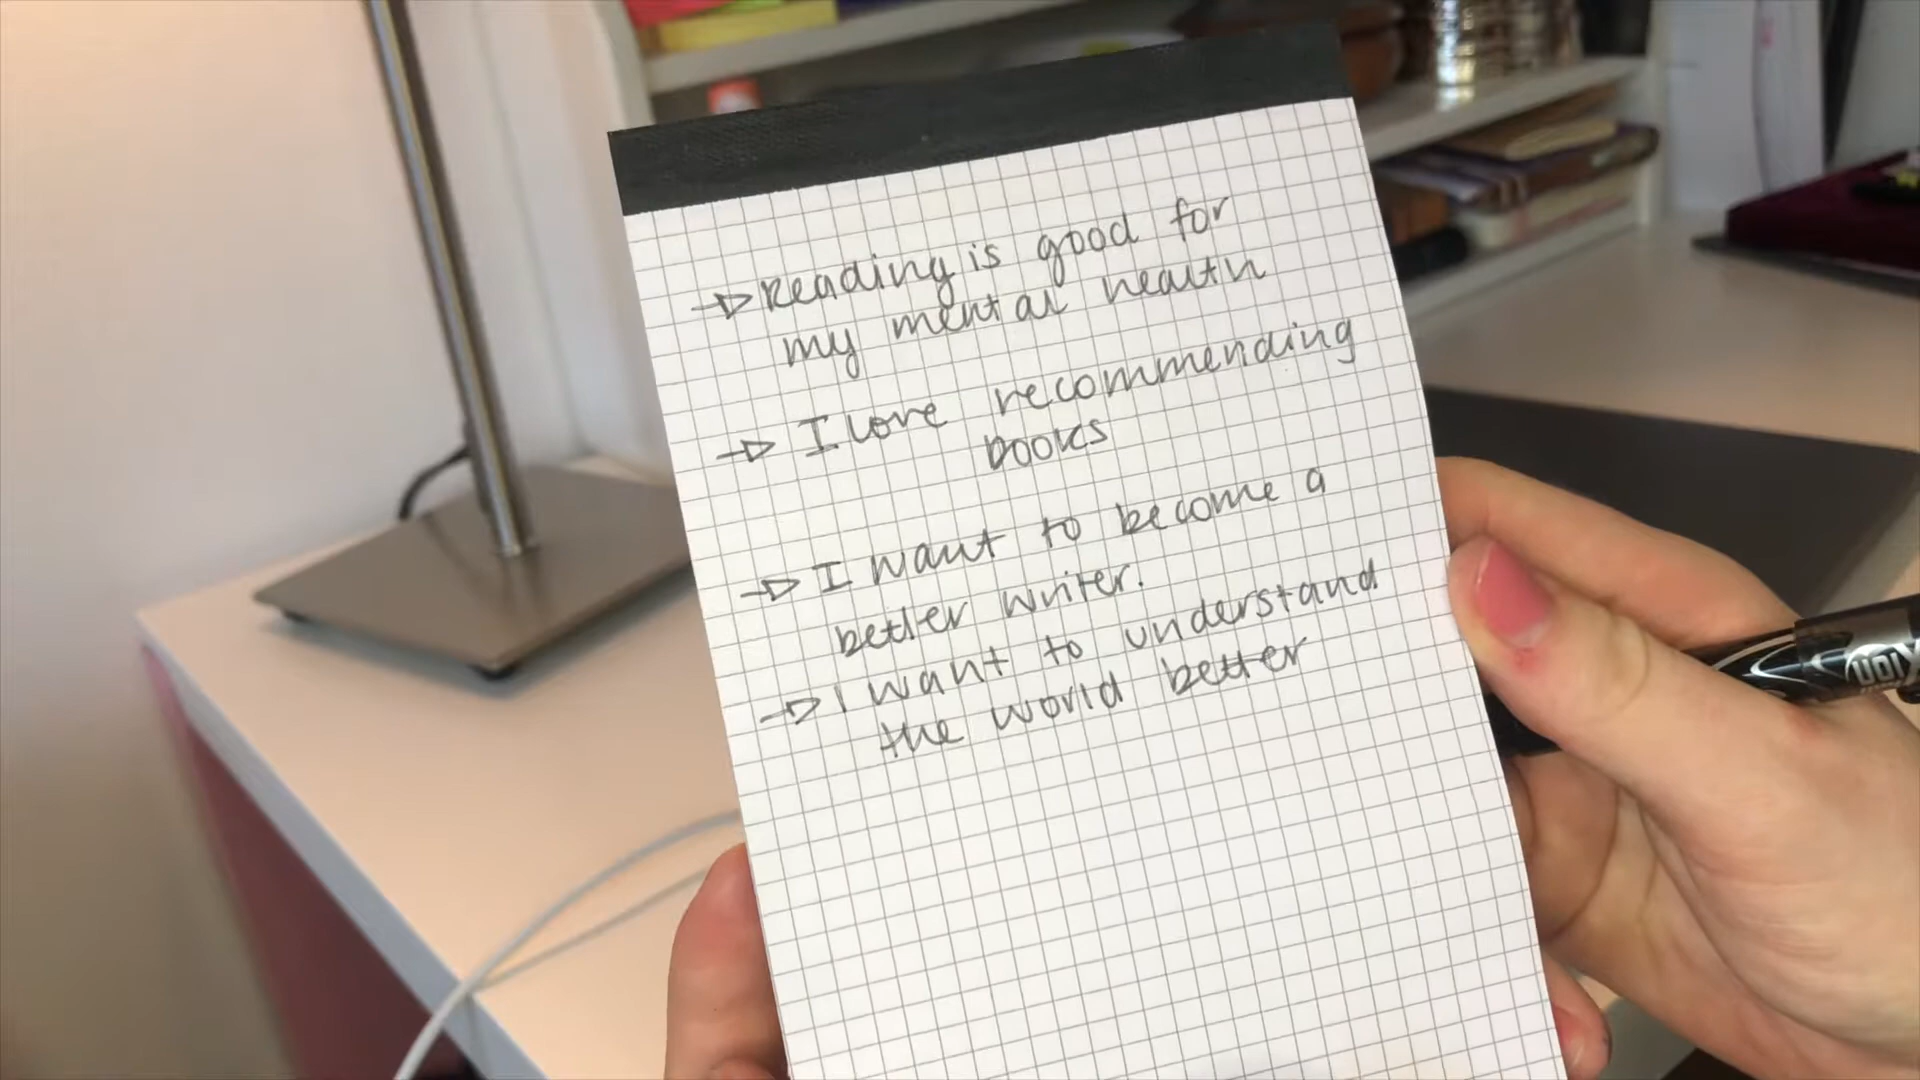 → Reading is good for
my mental health
→ I love recommending
books
→ I want to become a
better writer.
→ I want to understand
the world better